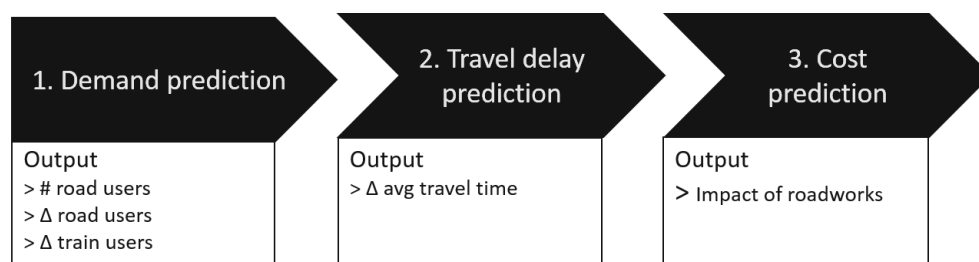 1. Demand prediction
Output
> # road users
> Δ road users
> Δ train users
2. Travel delay
prediction
Output
> Δ avg travel time
3. Cost
prediction
Output
> Impact of roadworks